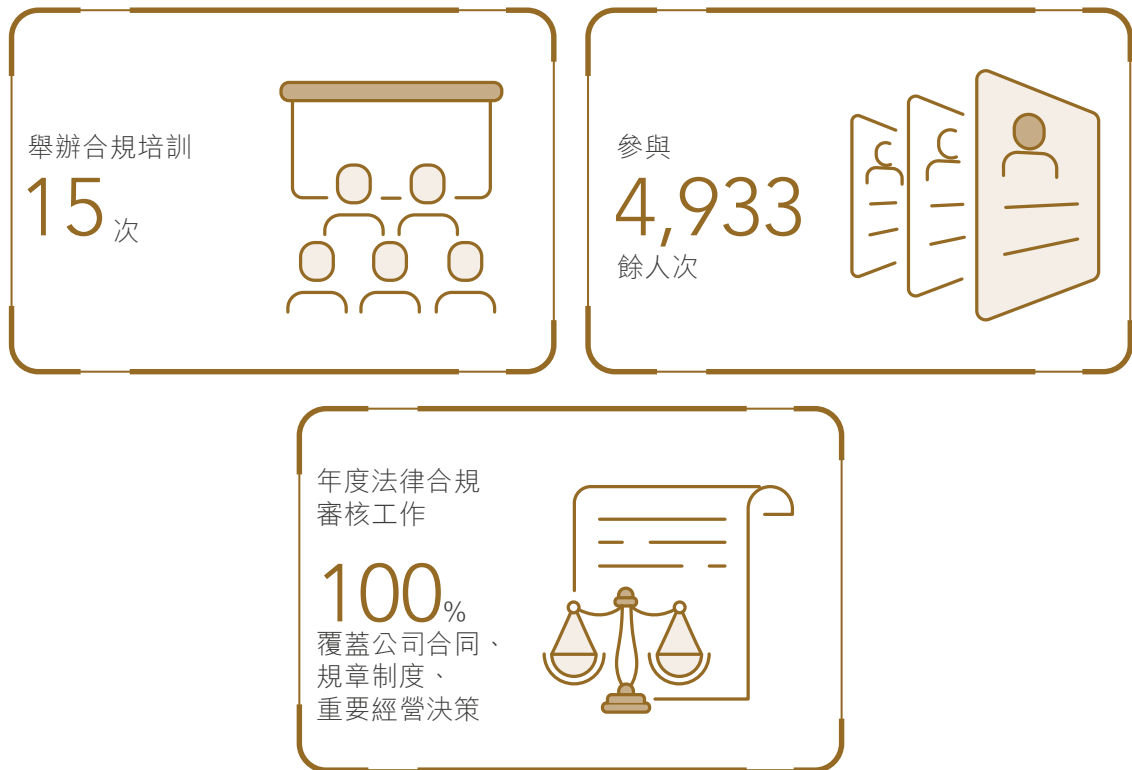 舉辦合規培訓
15次
參與
4,933
餘人次
年度法律合規
審核工作
100%
覆蓋公司合同、
規章制度、
重要經營決策